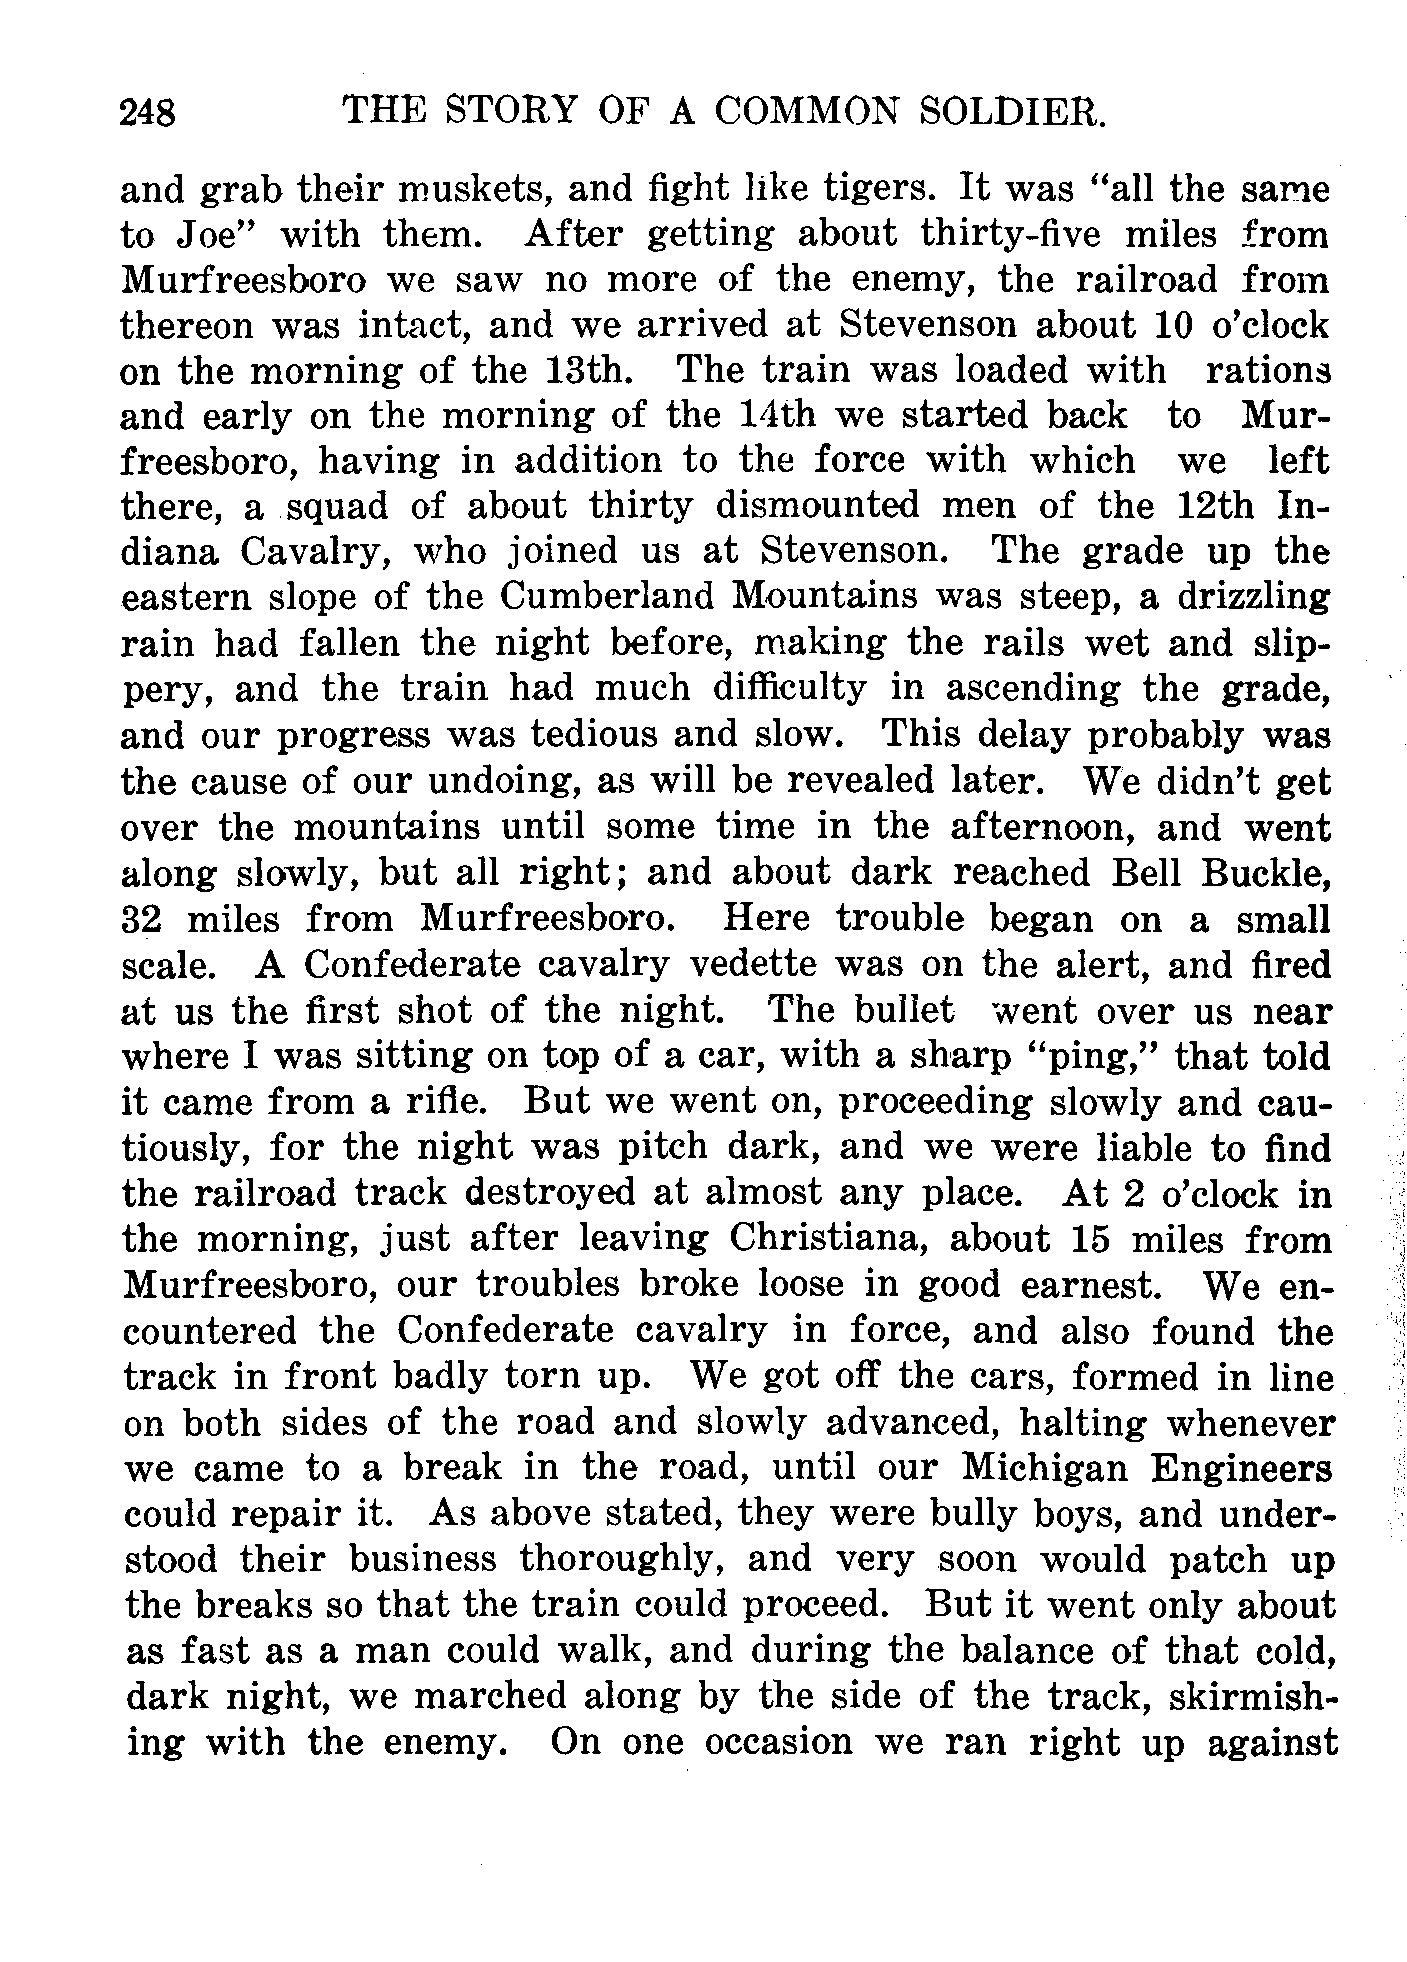 248 THE STORY OF A COMMON SOLDIER.
and grab their muskets, and fight like tigers. It was “all the same
to Joe” with them. After getting about thirty-five miles from
Murfreesboro we saw no more of the enemy, the railroad from
thereon was intact, and we arrived at Stevenson about 10 o’clock
on the morning of the 13th. The train was loaded with rations
and early on the morning of the 14th we started back to Mur-
freesboro, having in addition to the force with which we left
there, a squad of about thirty dismounted men of the 12th In-
diana Cavalry, who joined us at Stevenson. The grade up the
eastern slope of the Cumberland Mountains was steep, a drizzling
rain had fallen the night before, making the rails wet and slip-
pery, and the train had much difficulty in ascending the grade,
and our progress was tedious and slow. This delay probably was
the cause of our undoing, as will be revealed later. We didn’t get
over the mountains until some time in the afternoon, and went
along slowly, but all right; and about dark reached Bell Buckle,
32 miles from Murfreesboro. Here trouble began on a small
scale. A Confederate cavalry vedette was on the alert, and fired
at us the first shot of the night. The bullet went over us near
where I was sitting on top of a car, with a sharp “ping,” that told
it came from a rifle. But we went on, proceeding slowly and cau-
tiously, for the night was pitch dark, and we were liable to find
the railroad track destroyed at almost any place. At 2 o’clock in
the morning, just after leaving Christiana, about 15 miles from
Murfreesboro, our troubles broke loose in good earnest. We en-
countered the Confederate cavalry in force, and also found the
track in front badly torn up. We got off the cars, formed in line
on both sides of the road and slowly advanced, halting whenever
we came to a break in the road, until our Michigan Engineers
could repair it. As above stated, they were bully boys, and under-
stood their business thoroughly, and very soon would patch up
the breaks so that the train could proceed. But it went only about
as fast as a man could walk, and during the balance of that cold,
dark night, we marched along by the side of the track, skirmish-
ing with the enemy. On one occasion we ran right up against